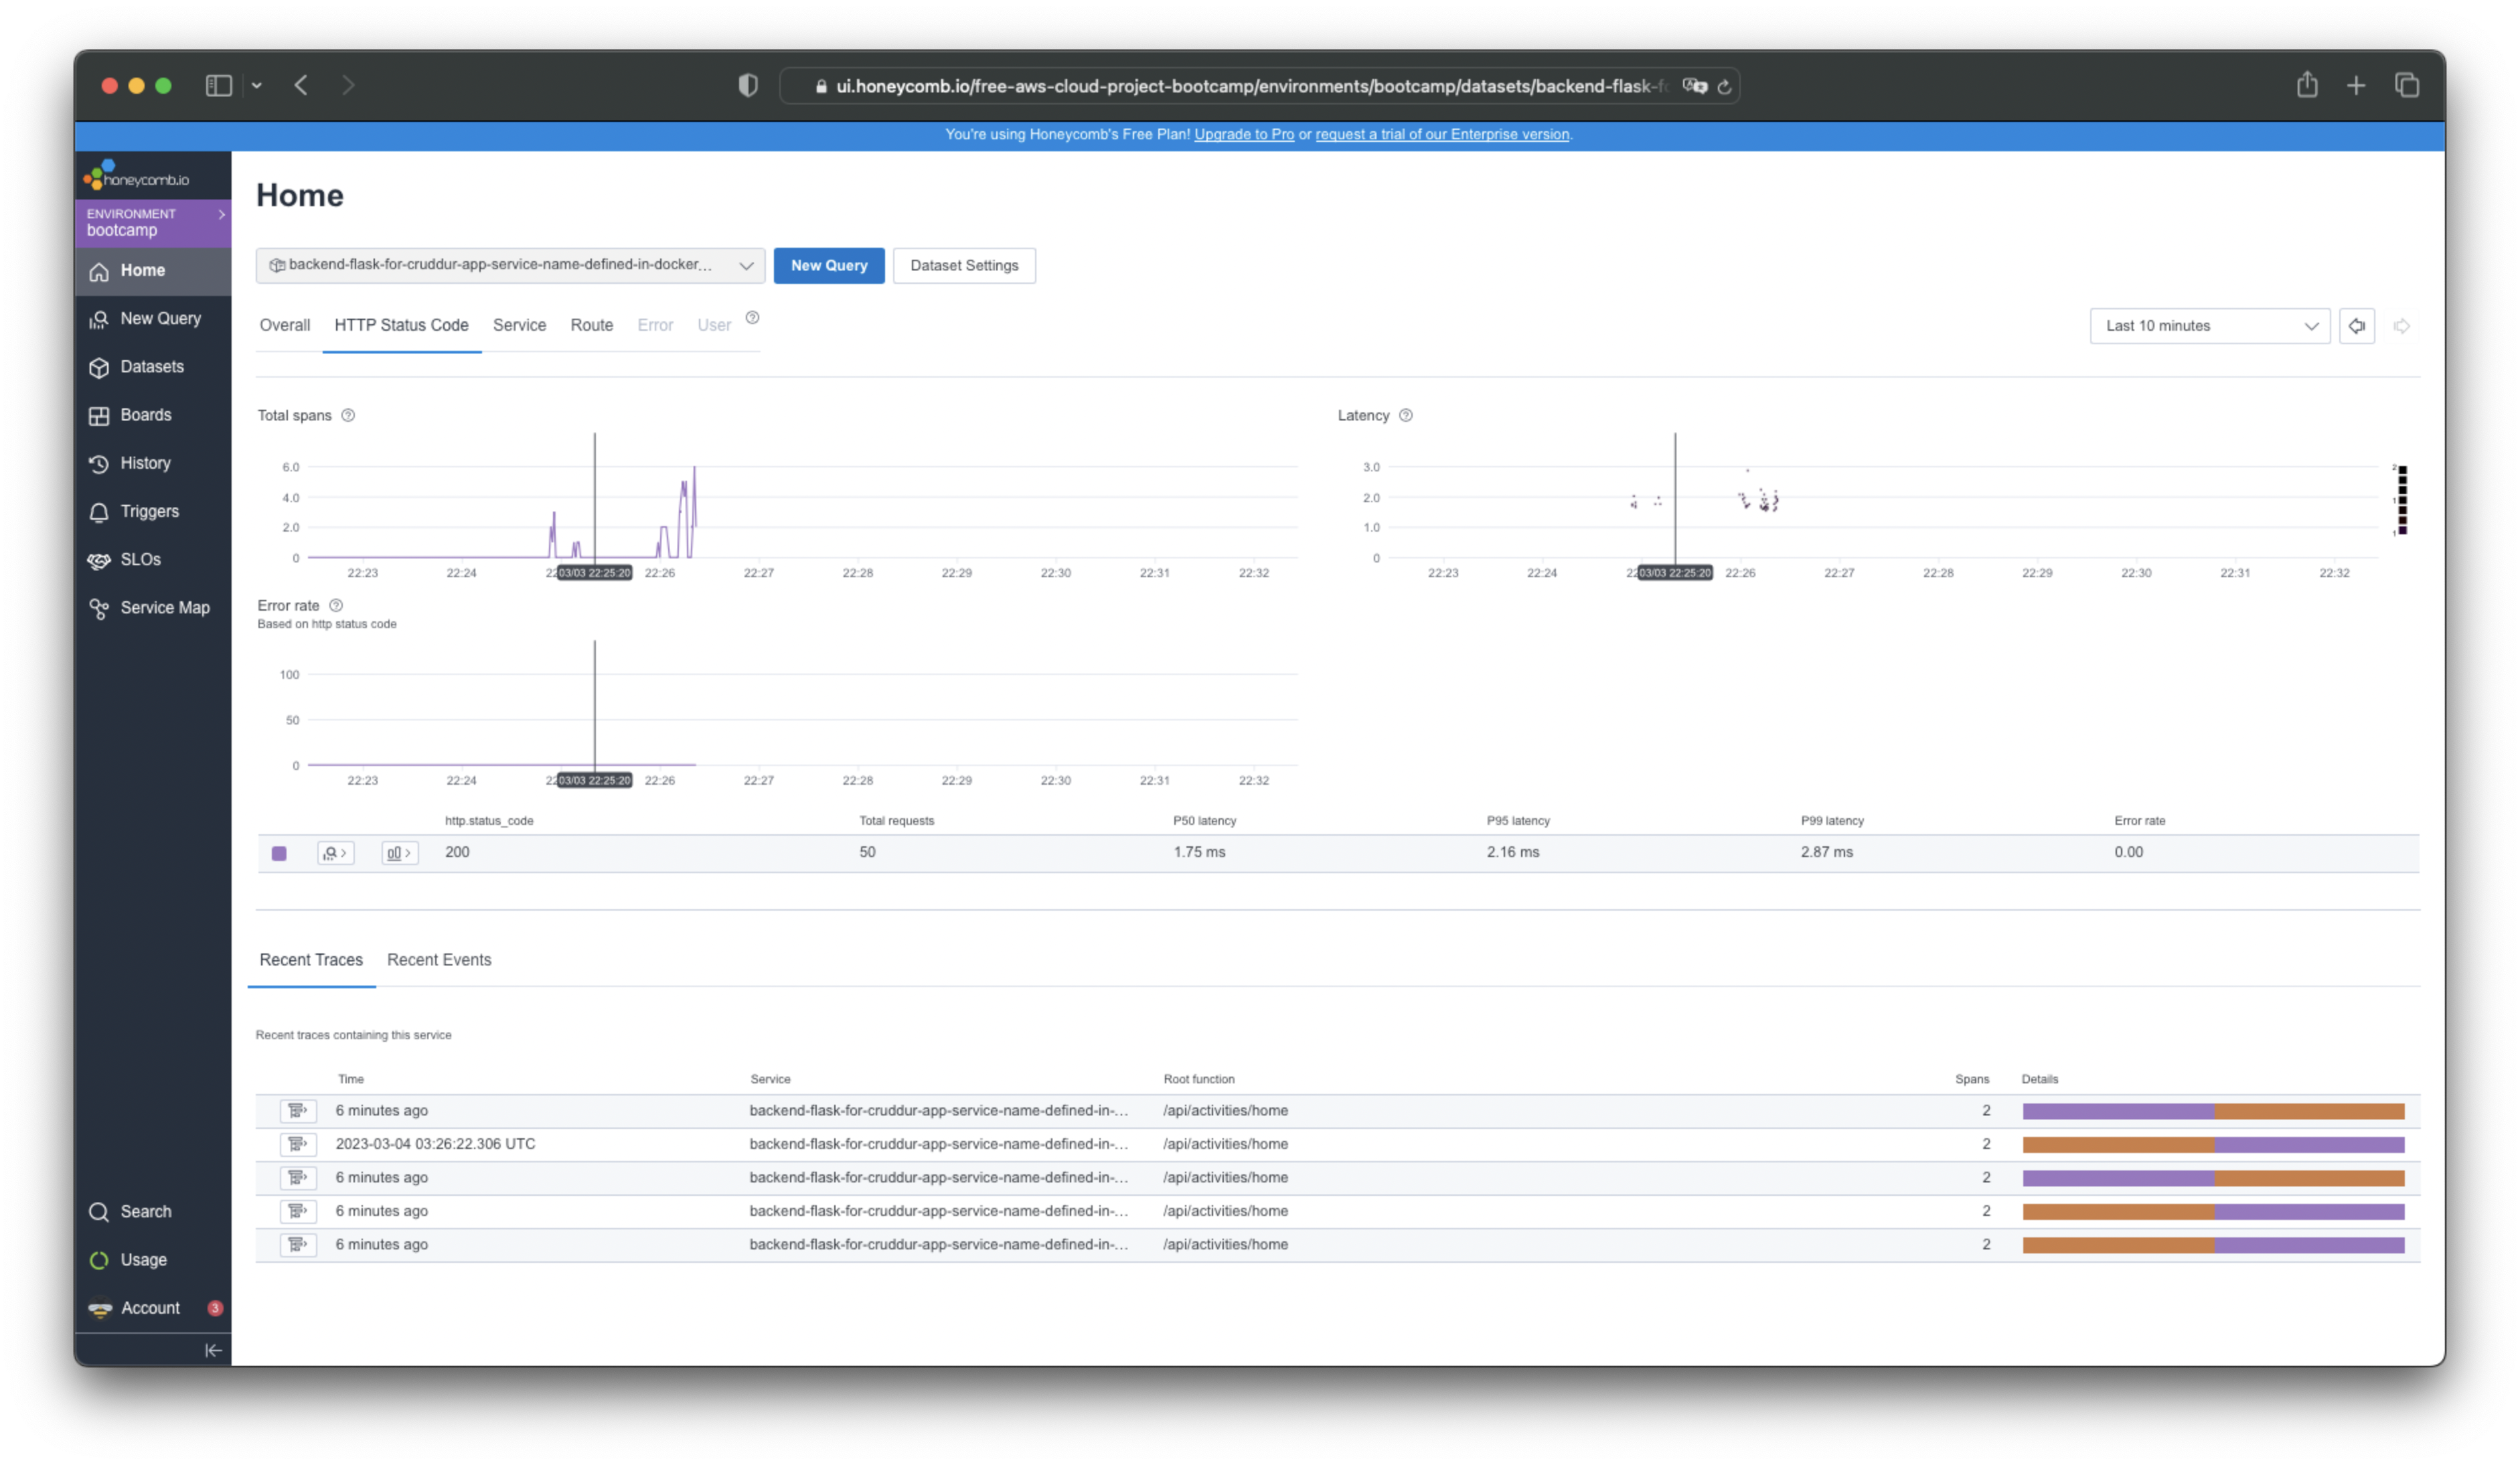 ui.honeycomb.io/free-aws-cloud-project-bootcamp/environments/bootcamp/datasets/backend-flask-f
You're using Honeycomb's Free Plan! Upgrade to Pro or request a trial of our Enterprise version.
honeycomb.io
ENVIRONMENT
bootcamp
Home
New Query
Datasets
Boards
History
Triggers
SLOs
Service Map
Search
Usage
Account 3
Home
backend-flask-for-cruddur-app-service-name-defined-in-docker...
New Query
Dataset Settings
Overall HTTP Status Code Service Route Error User
Last 10 minutes
Total spans
6.0
4.0
2.0
0
22:23 22:24 22 03/03 22:25:20 22:26 22:27 22:28 22:29 22:30 22:31 22:32
Latency
3.0
2.0
1.0
0
22:23 22:24 22 03/03 22:25:20 22:26 22:27 22:28 22:29 22:30 22:31 22:32
2
1
1
Error rate
Based on http status code
100
50
0
22:23 22:24 22 03/03 22:25:20 22:26 22:27 22:28 22:29 22:30 22:31 22:32
http.status_code Total requests P50 latency P95 latency P99 latency Error rate
200 50 1.75 ms 2.16 ms 2.87 ms 0.00
Recent Traces Recent Events
Recent traces containing this service
Time Service Root function Spans Details
6 minutes ago backend-flask-for-cruddur-app-service-name-defined-in-... /api/activities/home 2
2023-03-04 03:26:22.306 UTC backend-flask-for-cruddur-app-service-name-defined-in-... /api/activities/home 2
6 minutes ago backend-flask-for-cruddur-app-service-name-defined-in-... /api/activities/home 2
6 minutes ago backend-flask-for-cruddur-app-service-name-defined-in-... /api/activities/home 2
6 minutes ago backend-flask-for-cruddur-app-service-name-defined-in-... /api/activities/home 2